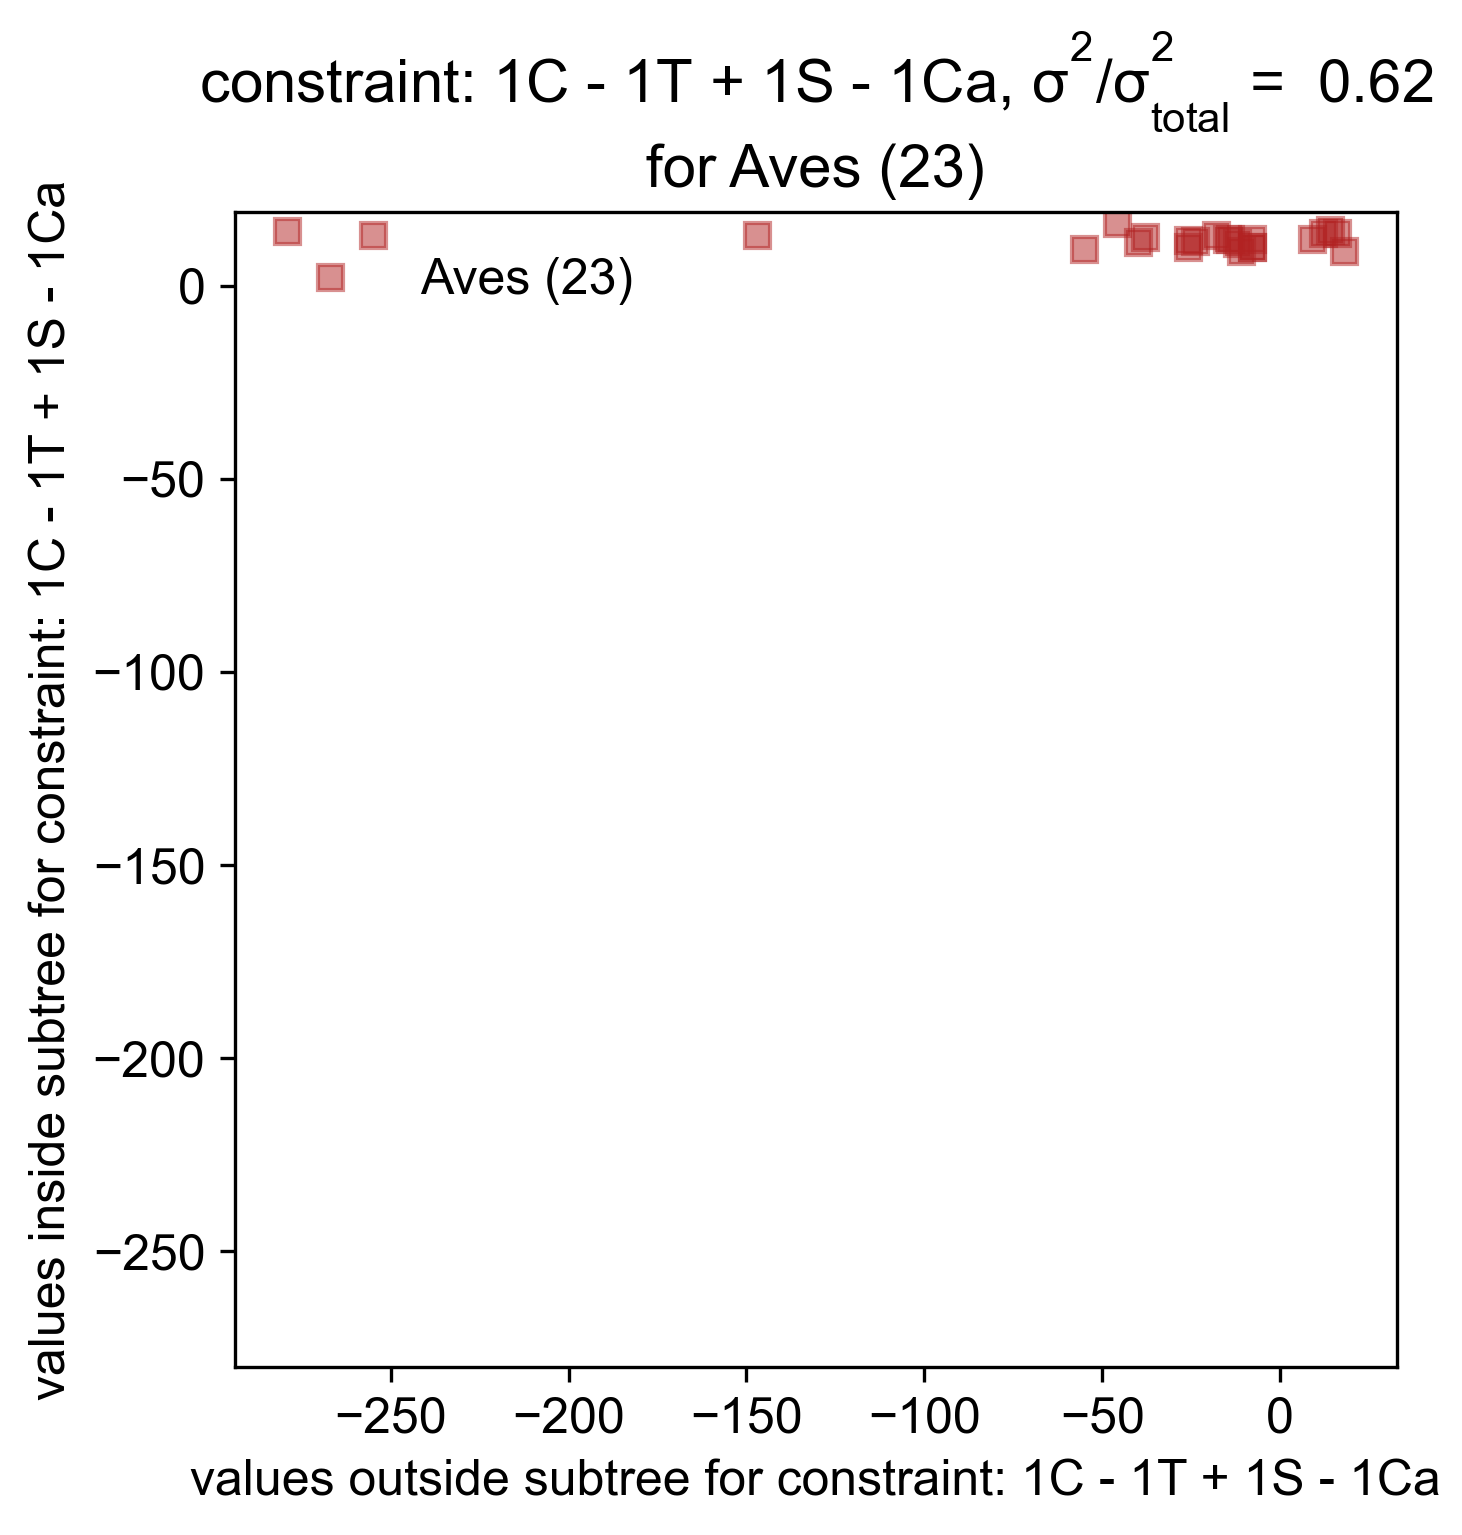 constraint: 1C - 1T + 1S - 1Ca, σ²/σ²total = 0.62
for Aves (23)
values inside subtree for constraint: 1C - 1T + 1S - 1Ca
Aves (23)
0
−50
−100
−150
−200
−250
−250 −200 −150 −100 −50 0
values outside subtree for constraint: 1C - 1T + 1S - 1Ca